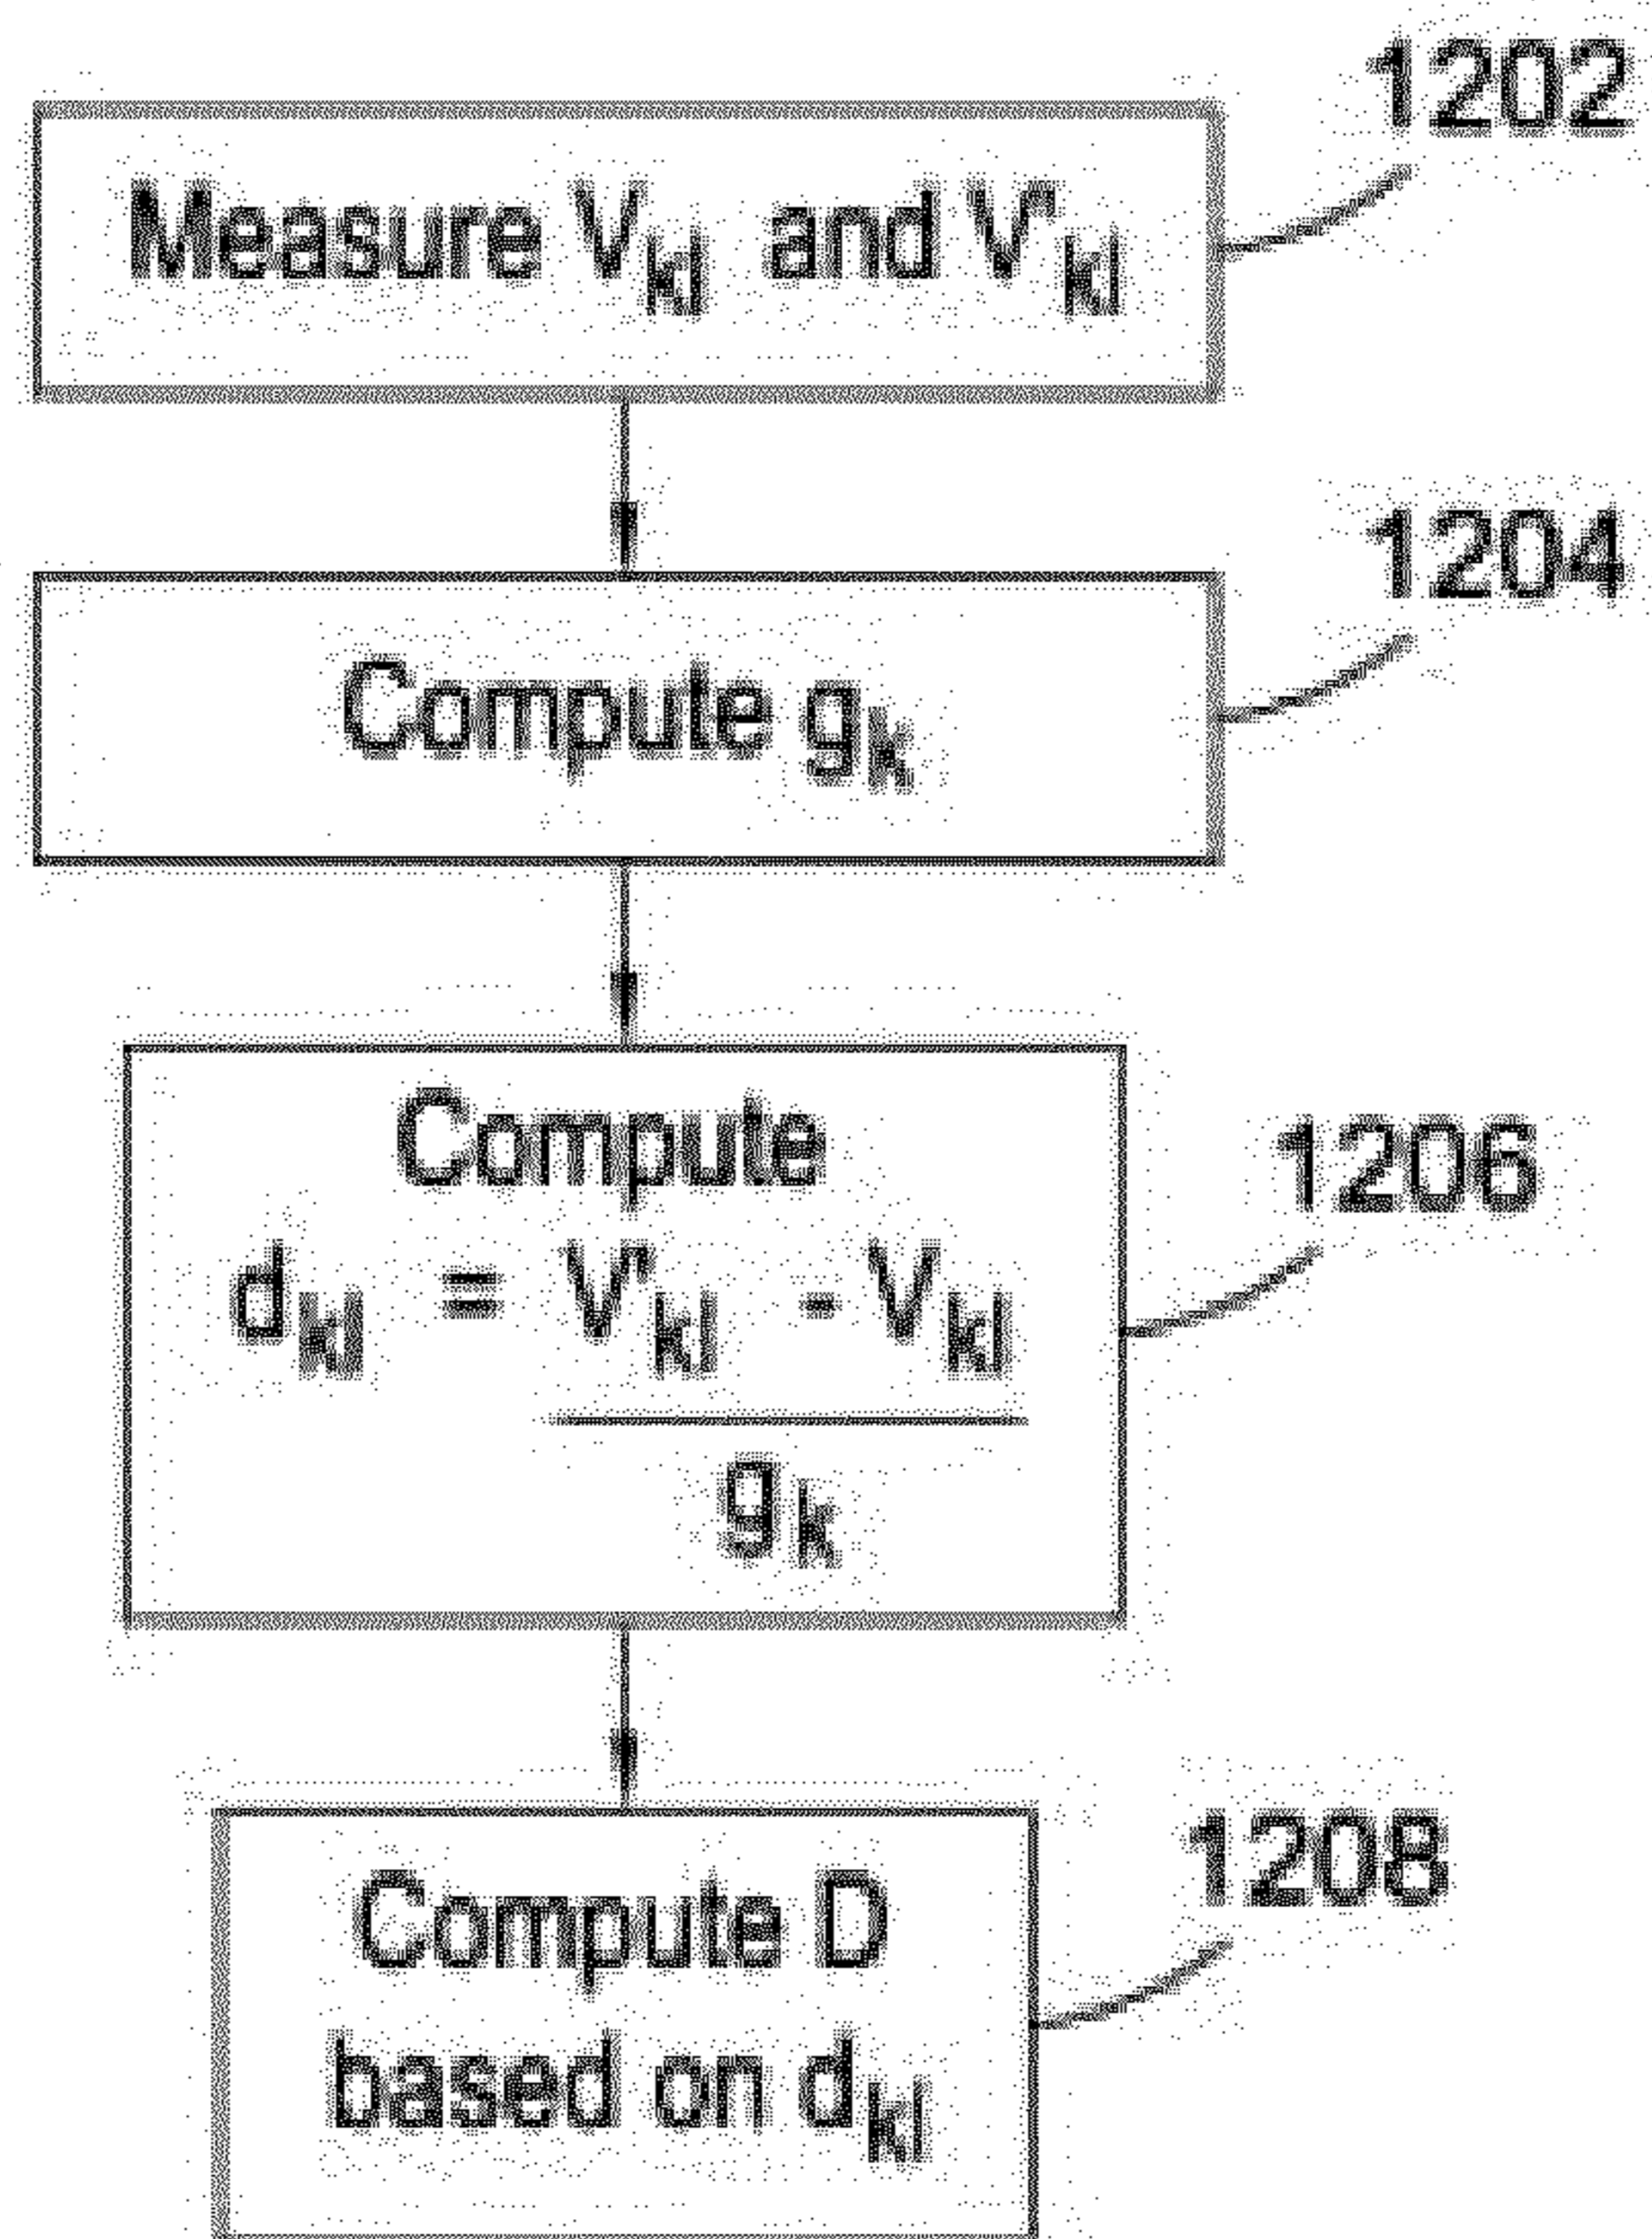 1202
Measure V_kl and V'_kl
1204
Compute g_k
Compute
1206
d_kl = V'_kl - V_kl
g_k
1208
Compute D
based on d_kl